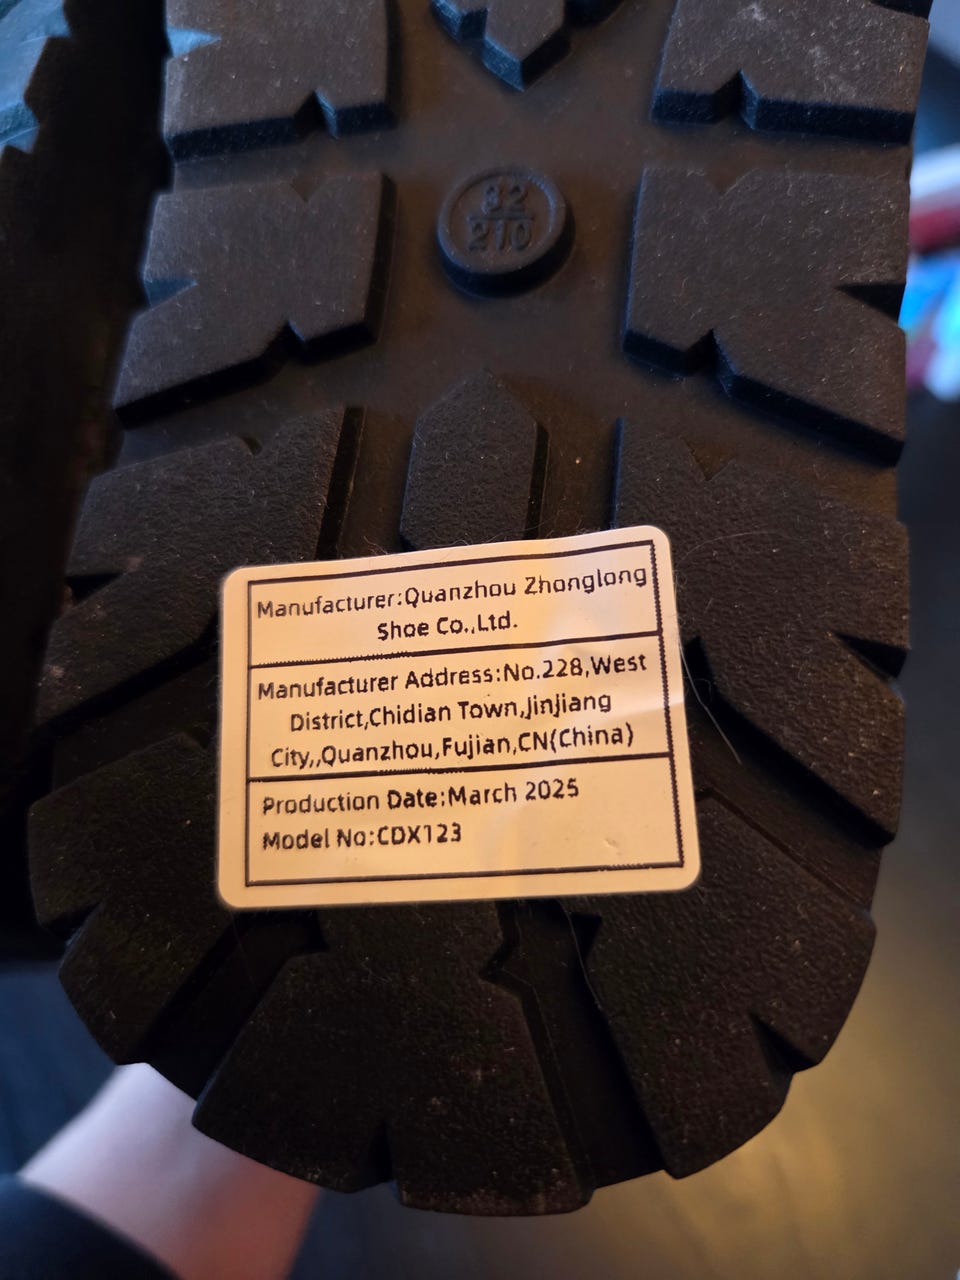 32
210
Manufacturer:Quanzhou Zhonglong
Shoe Co.,Ltd.
Manufacturer Address:No.228,West
District,Chidian Town,Jinjiang
City,,Quanzhou,Fujian,CN(China)
Production Date:March 2025
Model No:CDX123